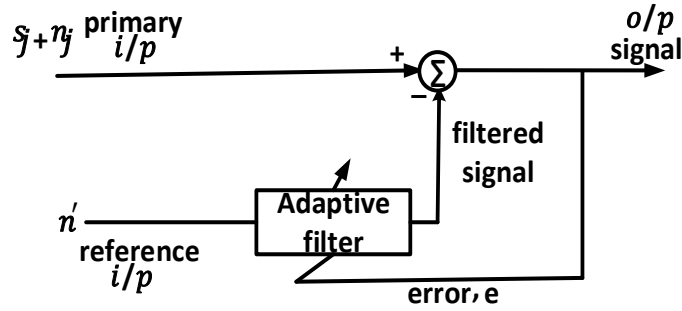 sj+nj primary
i/p
o/p
signal
+
Σ
−
filtered
signal
Adaptive
filter
n'
reference
i/p
error, e